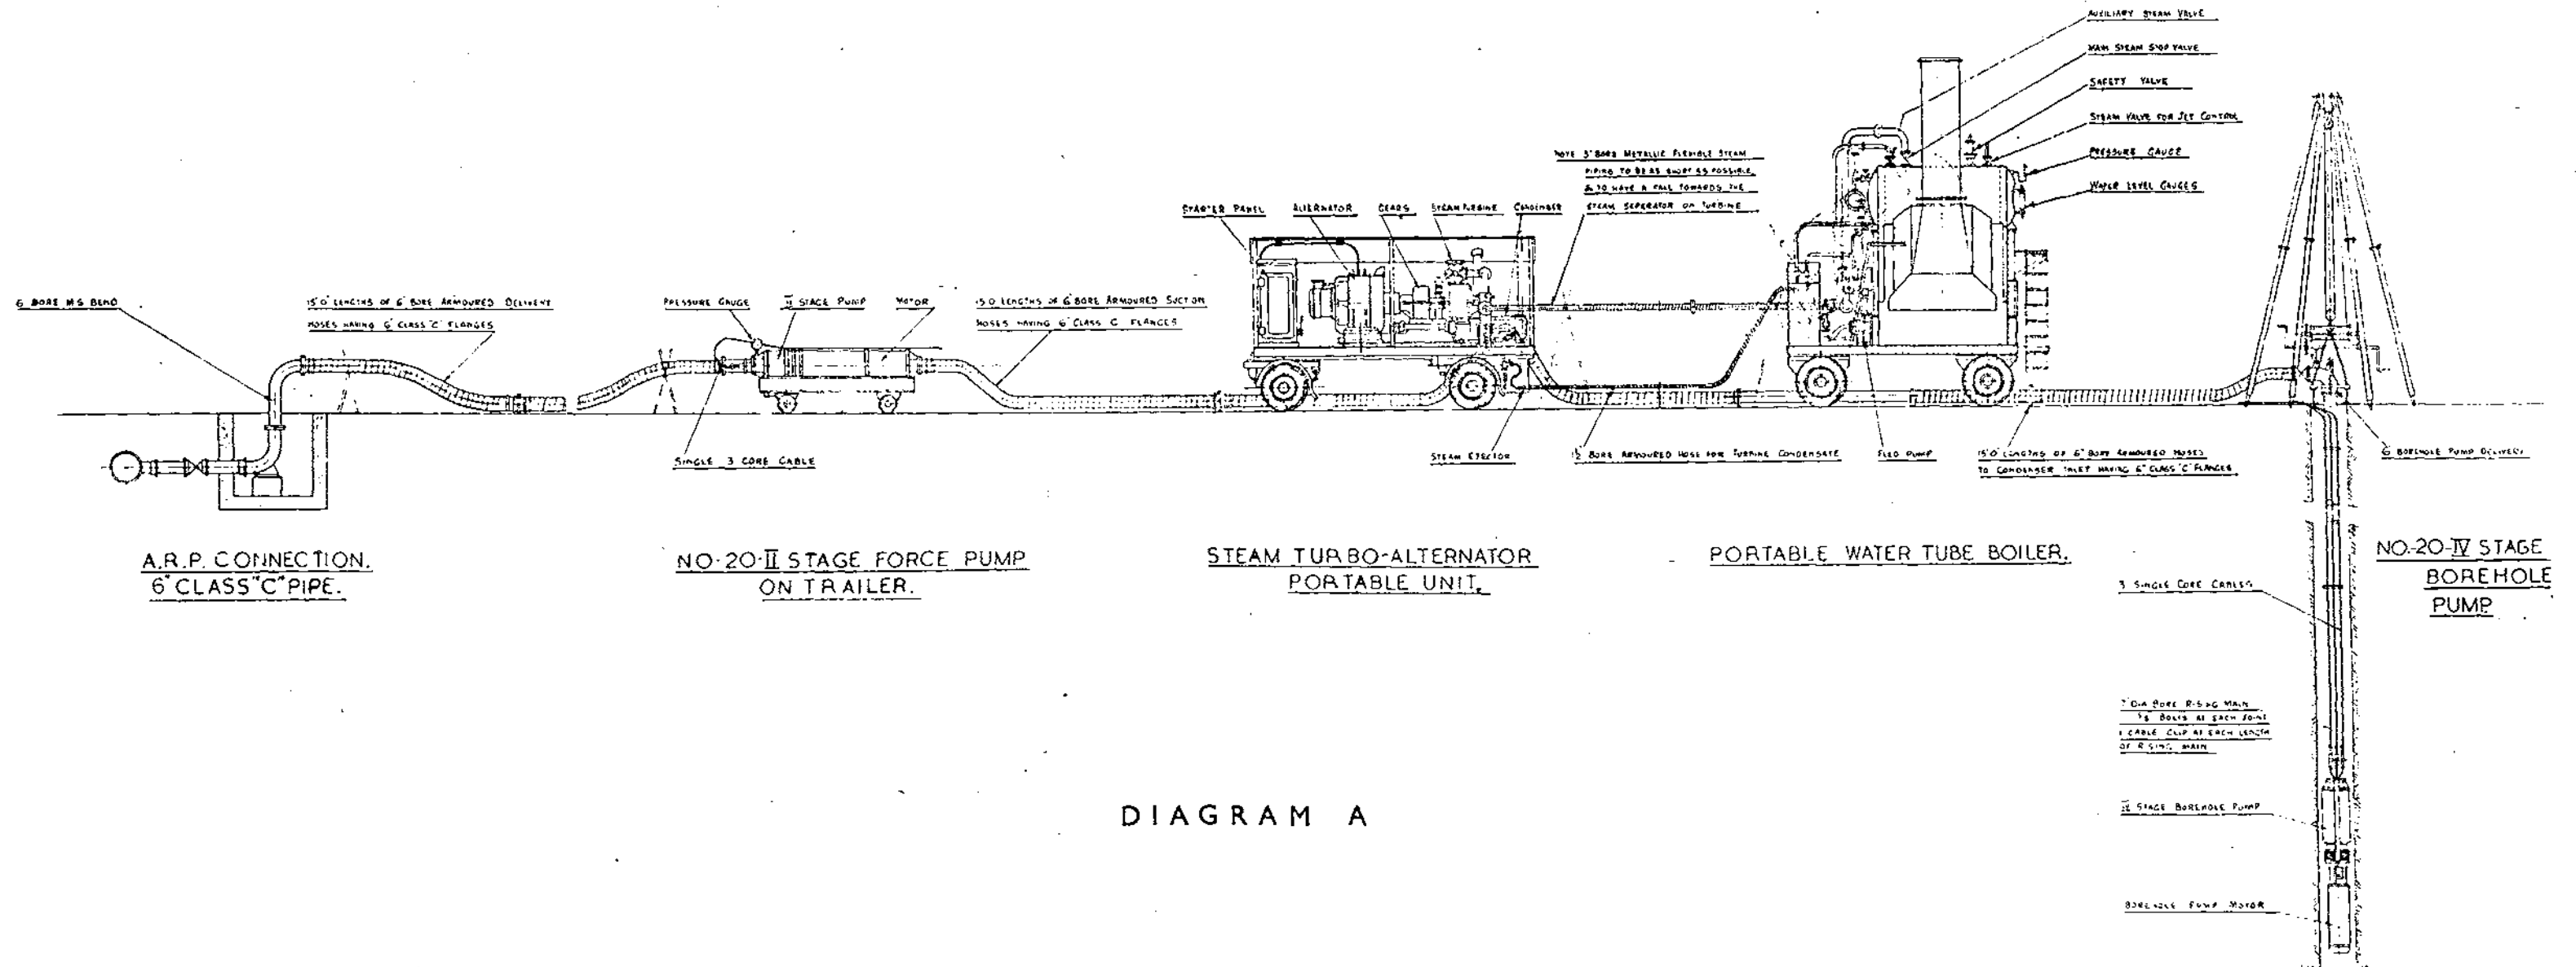 AUXILIARY STEAM VALVE
MAIN STEAM STOP VALVE
SAFETY VALVE
STEAM VALVE FOR JET CONTROL
PRESSURE GAUGE
WATER LEVEL GAUGES
NOTE 3" BORE METALLIC FLEXIBLE STEAM
PIPING TO BE AS SHORT AS POSSIBLE,
& TO HAVE A FALL TOWARDS THE
STEAM SEPERATOR ON TURBINE
STARTER PANEL
ALTERNATOR
GEARS
STEAM TURBINE
CONDENSER
6" BORE M.S. BEND
15'0" LENGTHS OF 6" BORE ARMOURED DELIVERY
HOSES HAVING 6" CLASS "C" FLANGES
PRESSURE GAUGE
II STAGE PUMP
MOTOR
15'0" LENGTHS OF 6" BORE ARMOURED SUCTION
HOSES HAVING 6" CLASS C FLANGES
SINGLE 3 CORE CABLE
STEAM EJECTOR
1½" BORE ARMOURED HOSE FOR TURBINE CONDENSATE
FEED PUMP
15'0" LENGTHS OF 6" BORE ARMOURED HOSES
TO CONDENSER INLET HAVING 6" CLASS "C" FLANGES
6" BOREHOLE PUMP DELIVERY
A.R.P. CONNECTION.
6" CLASS "C" PIPE.
NO-20-II STAGE FORCE PUMP
ON TRAILER.
STEAM TURBO-ALTERNATOR
PORTABLE UNIT.
PORTABLE WATER TUBE BOILER.
NO.-20-IV STAGE
BOREHOLE
PUMP
3 SINGLE CORE CABLES
DIA BORE RISING MAIN
BOLTS AT EACH JOINT
1 CABLE CLIP AT EACH LENGTH
OF RISING MAIN
STAGE BOREHOLE PUMP
BOREHOLE PUMP MOTOR
DIAGRAM A